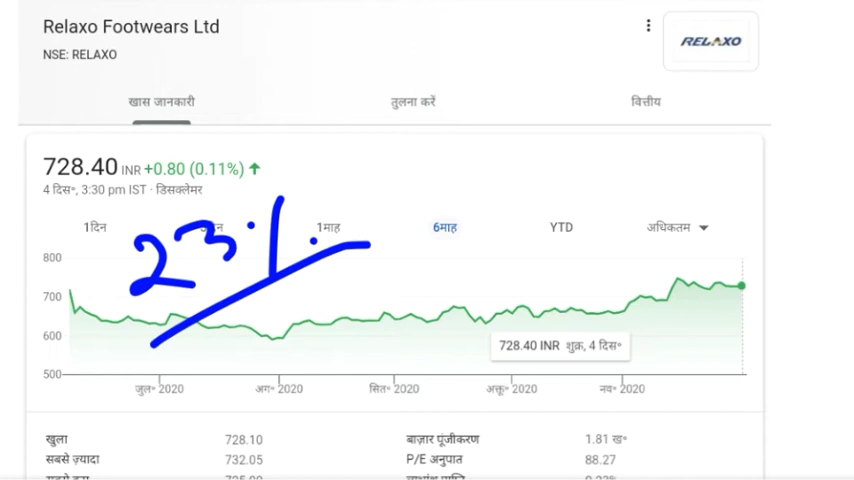 Relaxo Footwears Ltd
NSE: RELAXO
RELAXO
खास जानकारी तुलना करें वित्तीय
728.40 INR +0.80 (0.11%)
4 दिस॰, 3:30 pm IST · डिसक्लेमर
1दिन 1माह 6माह YTD अधिकतम
23%
800
700
600
500
728.40 INR शुक्र, 4 दिस॰
जुल॰ 2020 अग॰ 2020 सित॰ 2020 अक्तू॰ 2020 नव॰ 2020
खुला 728.10 बाज़ार पूंजीकरण 1.81 ख॰
सबसे ज़्यादा 732.05 P/E अनुपात 88.27